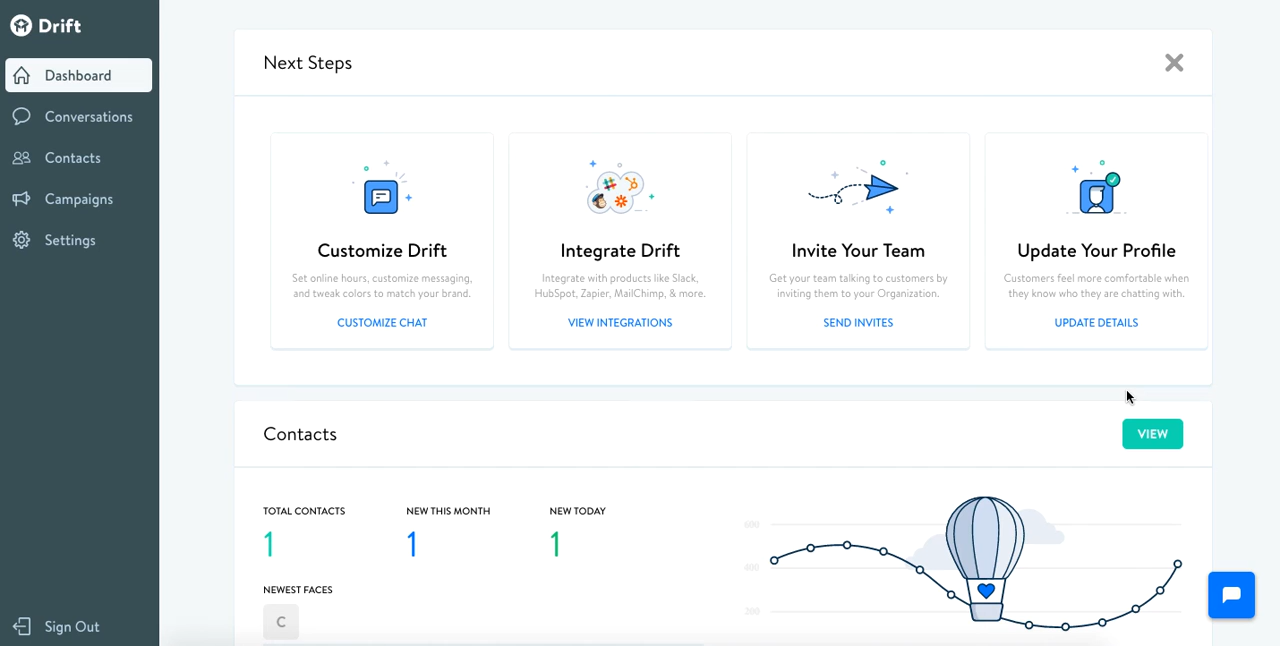 Drift
Dashboard
Conversations
Contacts
Campaigns
Settings
Sign Out
Next Steps
Customize Drift
Set online hours, customize messaging,
and tweak colors to match your brand.
CUSTOMIZE CHAT
Integrate Drift
Integrate with products like Slack,
HubSpot, Zapier, MailChimp, & more.
VIEW INTEGRATIONS
Invite Your Team
Get your team talking to customers by
inviting them to your Organization.
SEND INVITES
Update Your Profile
Customers feel more comfortable when
they know who they are chatting with.
UPDATE DETAILS
Contacts
VIEW
TOTAL CONTACTS
1
NEW THIS MONTH
1
NEW TODAY
1
NEWEST FACES
C
600
400
200